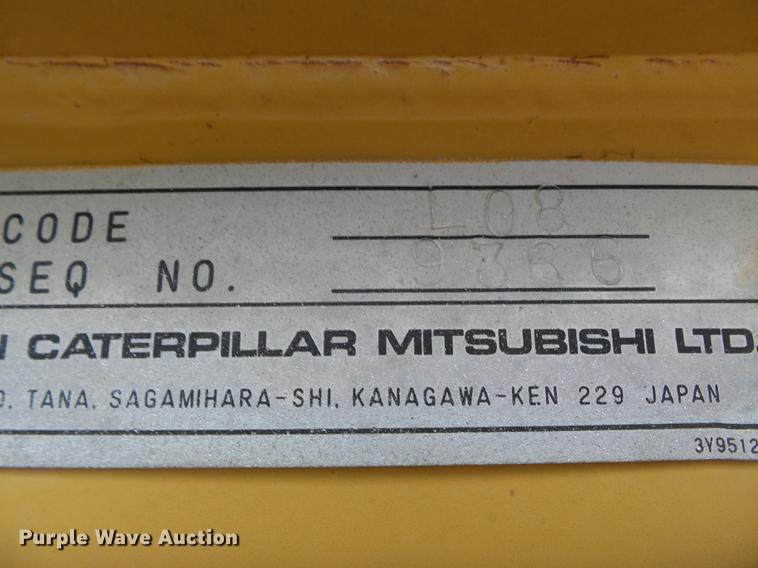 CODE L08
SEQ NO. 9366
CATERPILLAR MITSUBISHI LTD.
TANA, SAGAMIHARA-SHI, KANAGAWA-KEN 229 JAPAN
3Y9512
Purple Wave Auction